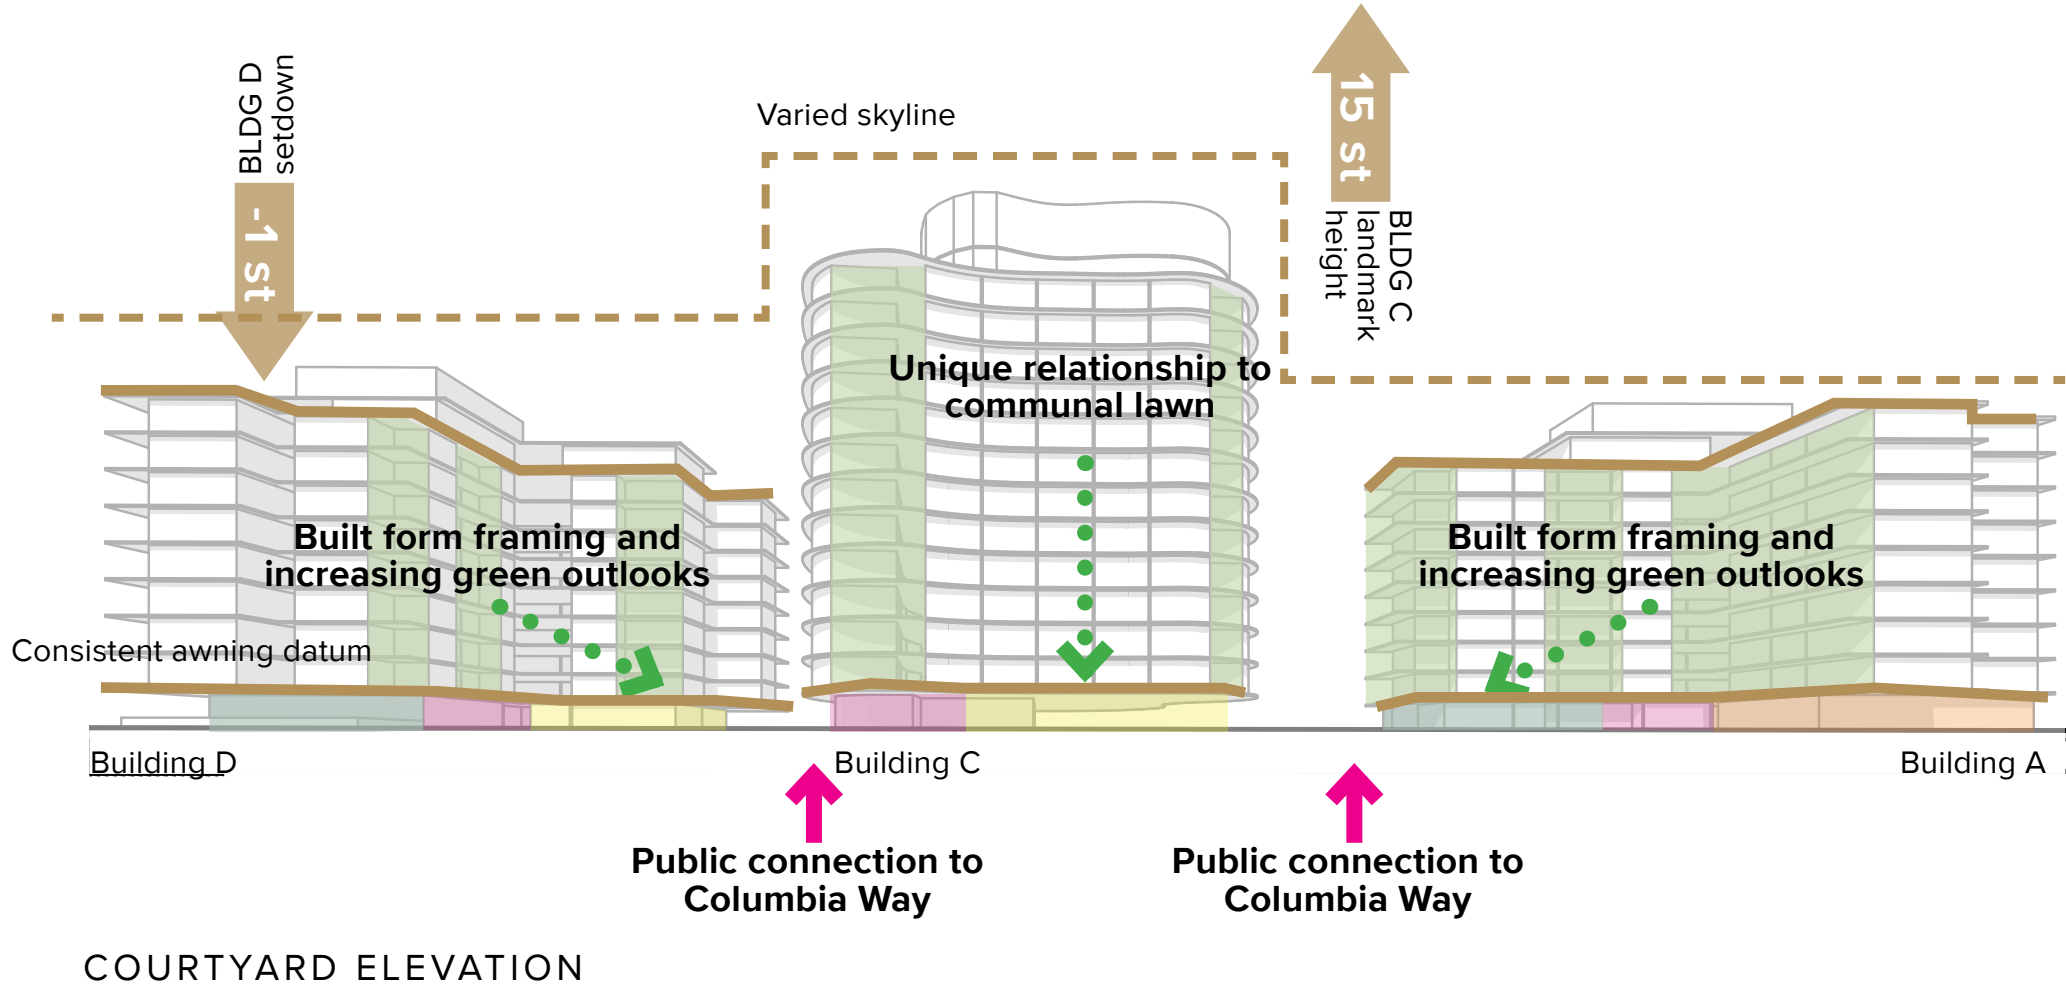 BLDG D
setdown
-1 st
Varied skyline
15 st
BLDG C
landmark
height
Unique relationship to
communal lawn
Built form framing and
increasing green outlooks
Built form framing and
increasing green outlooks
Consistent awning datum
Building D
Building C
Building A
Public connection to
Columbia Way
Public connection to
Columbia Way
COURTYARD ELEVATION